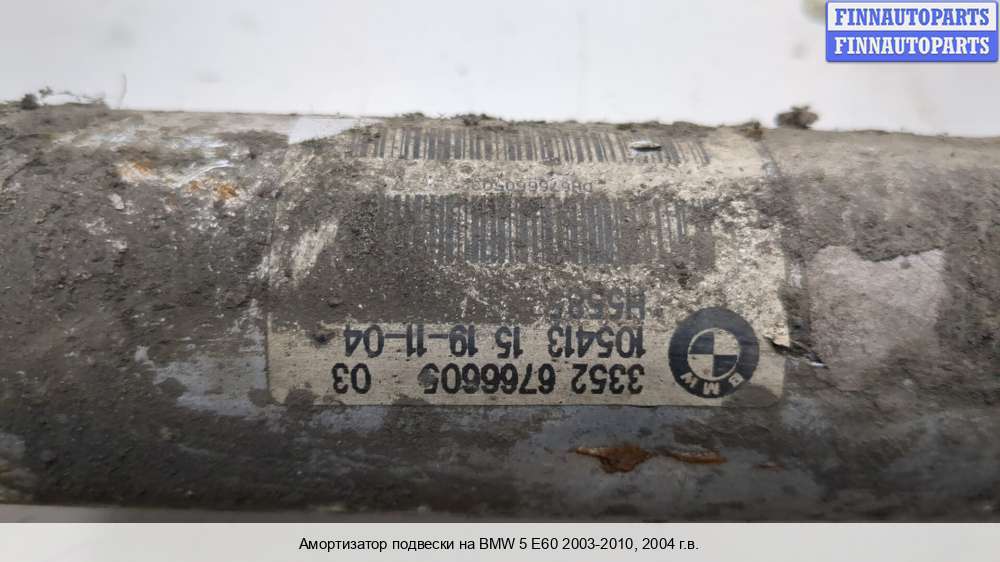 FINNAUTOPARTS
FINNAUTOPARTS
3352 6766605 03
105413 15 19-11-04
BMW
Амортизатор подвески на BMW 5 E60 2003-2010, 2004 г.в.